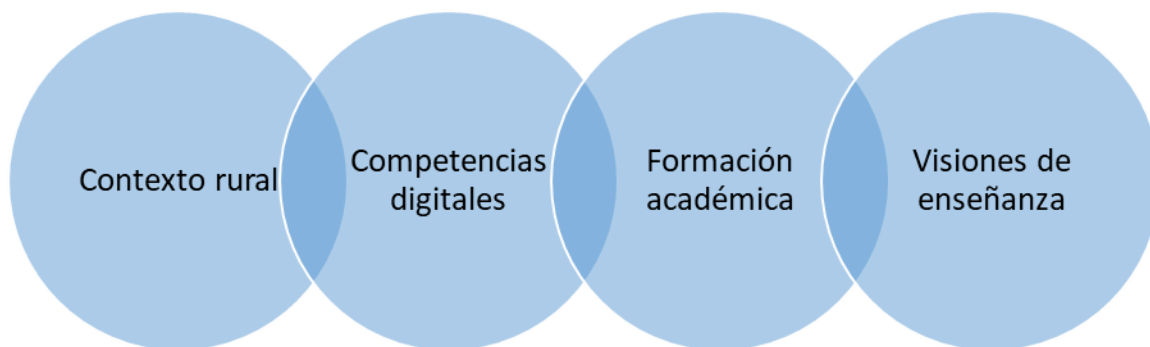 Contexto rural
Competencias
digitales
Formación
académica
Visiones de
enseñanza